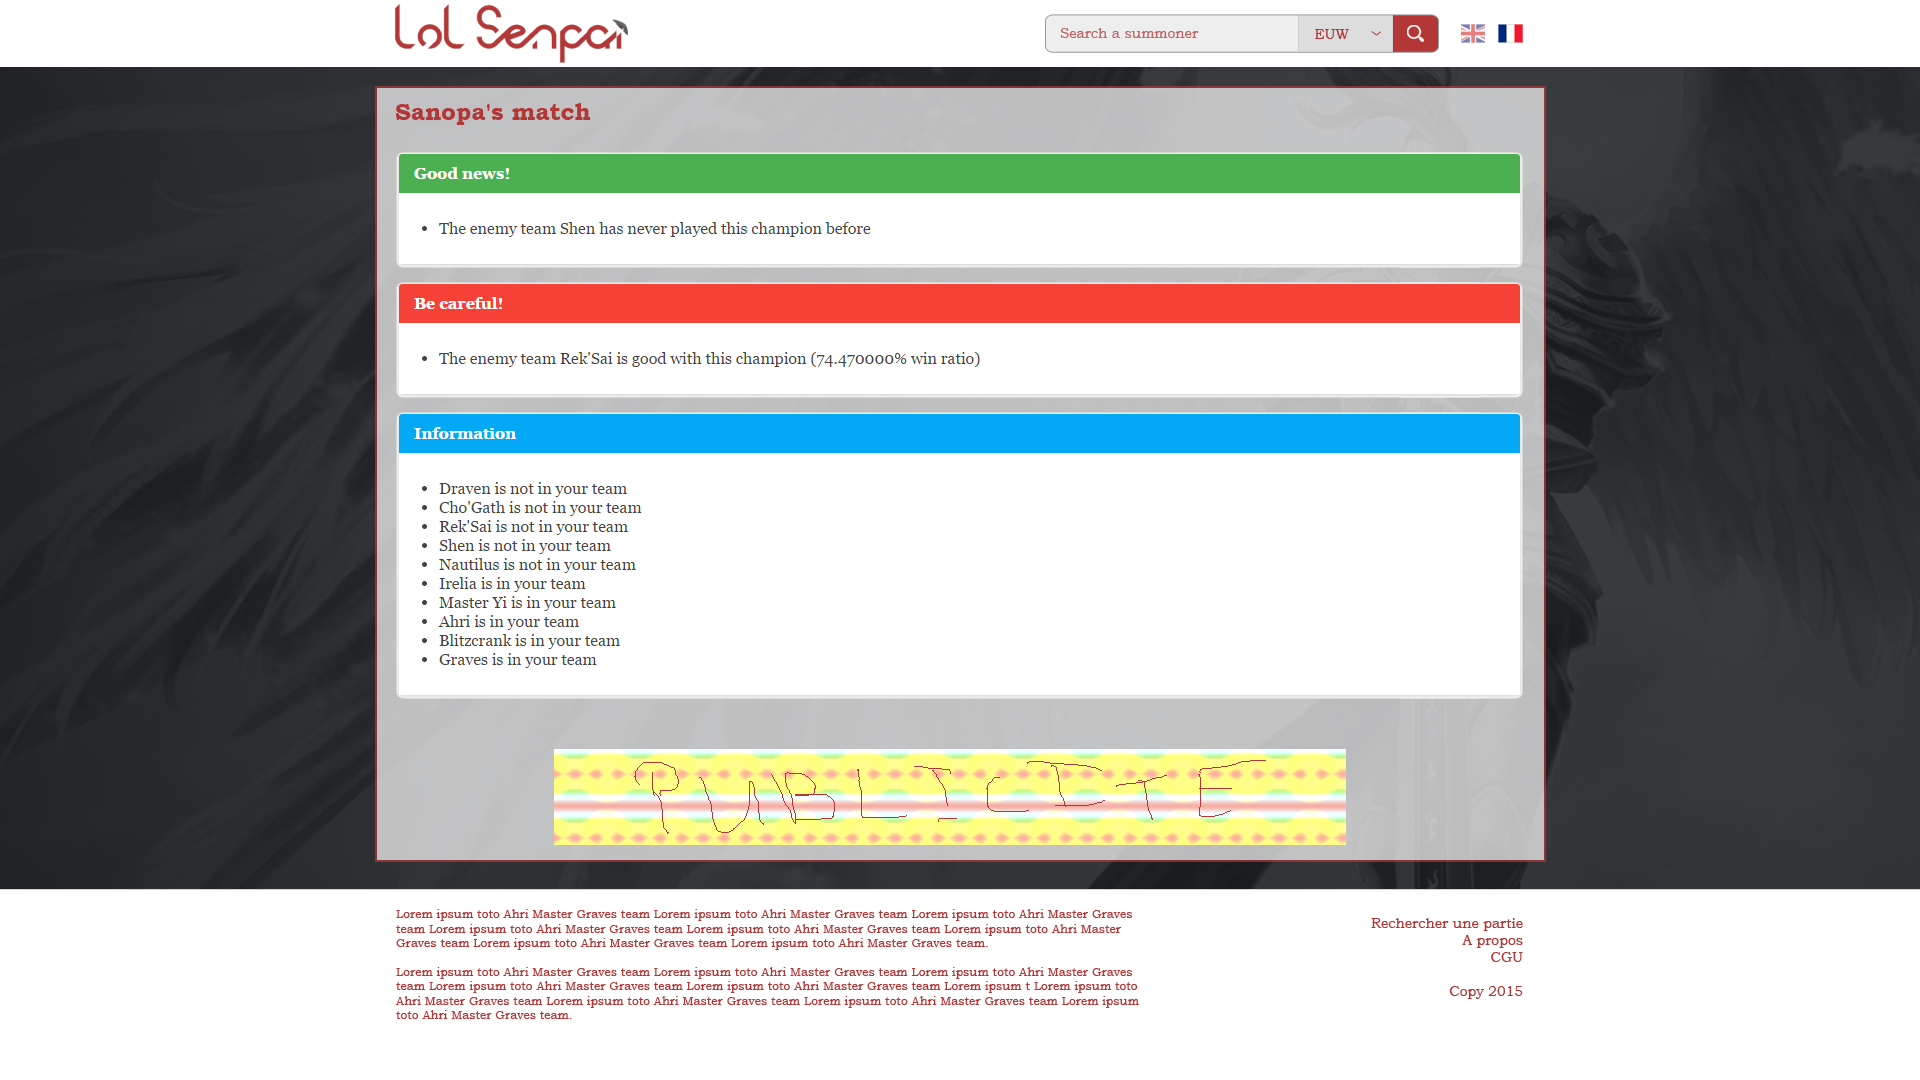 LoL Senpai
Search a summoner
EUW
Sanopa's match
Good news!
The enemy team Shen has never played this champion before
Be careful!
The enemy team Rek'Sai is good with this champion (74.470000% win ratio)
Information
Draven is not in your team
Cho'Gath is not in your team
Rek'Sai is not in your team
Shen is not in your team
Nautilus is not in your team
Irelia is in your team
Master Yi is in your team
Ahri is in your team
Blitzcrank is in your team
Graves is in your team
PUBLICITE
Lorem ipsum toto Ahri Master Graves team Lorem ipsum toto Ahri Master Graves team Lorem ipsum toto Ahri Master Graves
team Lorem ipsum toto Ahri Master Graves team Lorem ipsum toto Ahri Master Graves team Lorem ipsum toto Ahri Master
Graves team Lorem ipsum toto Ahri Master Graves team Lorem ipsum toto Ahri Master Graves team.
Lorem ipsum toto Ahri Master Graves team Lorem ipsum toto Ahri Master Graves team Lorem ipsum toto Ahri Master Graves
team Lorem ipsum toto Ahri Master Graves team Lorem ipsum toto Ahri Master Graves team Lorem ipsum t Lorem ipsum toto
Ahri Master Graves team Lorem ipsum toto Ahri Master Graves team Lorem ipsum toto Ahri Master Graves team Lorem ipsum
toto Ahri Master Graves team.
Rechercher une partie
A propos
CGU
Copy 2015